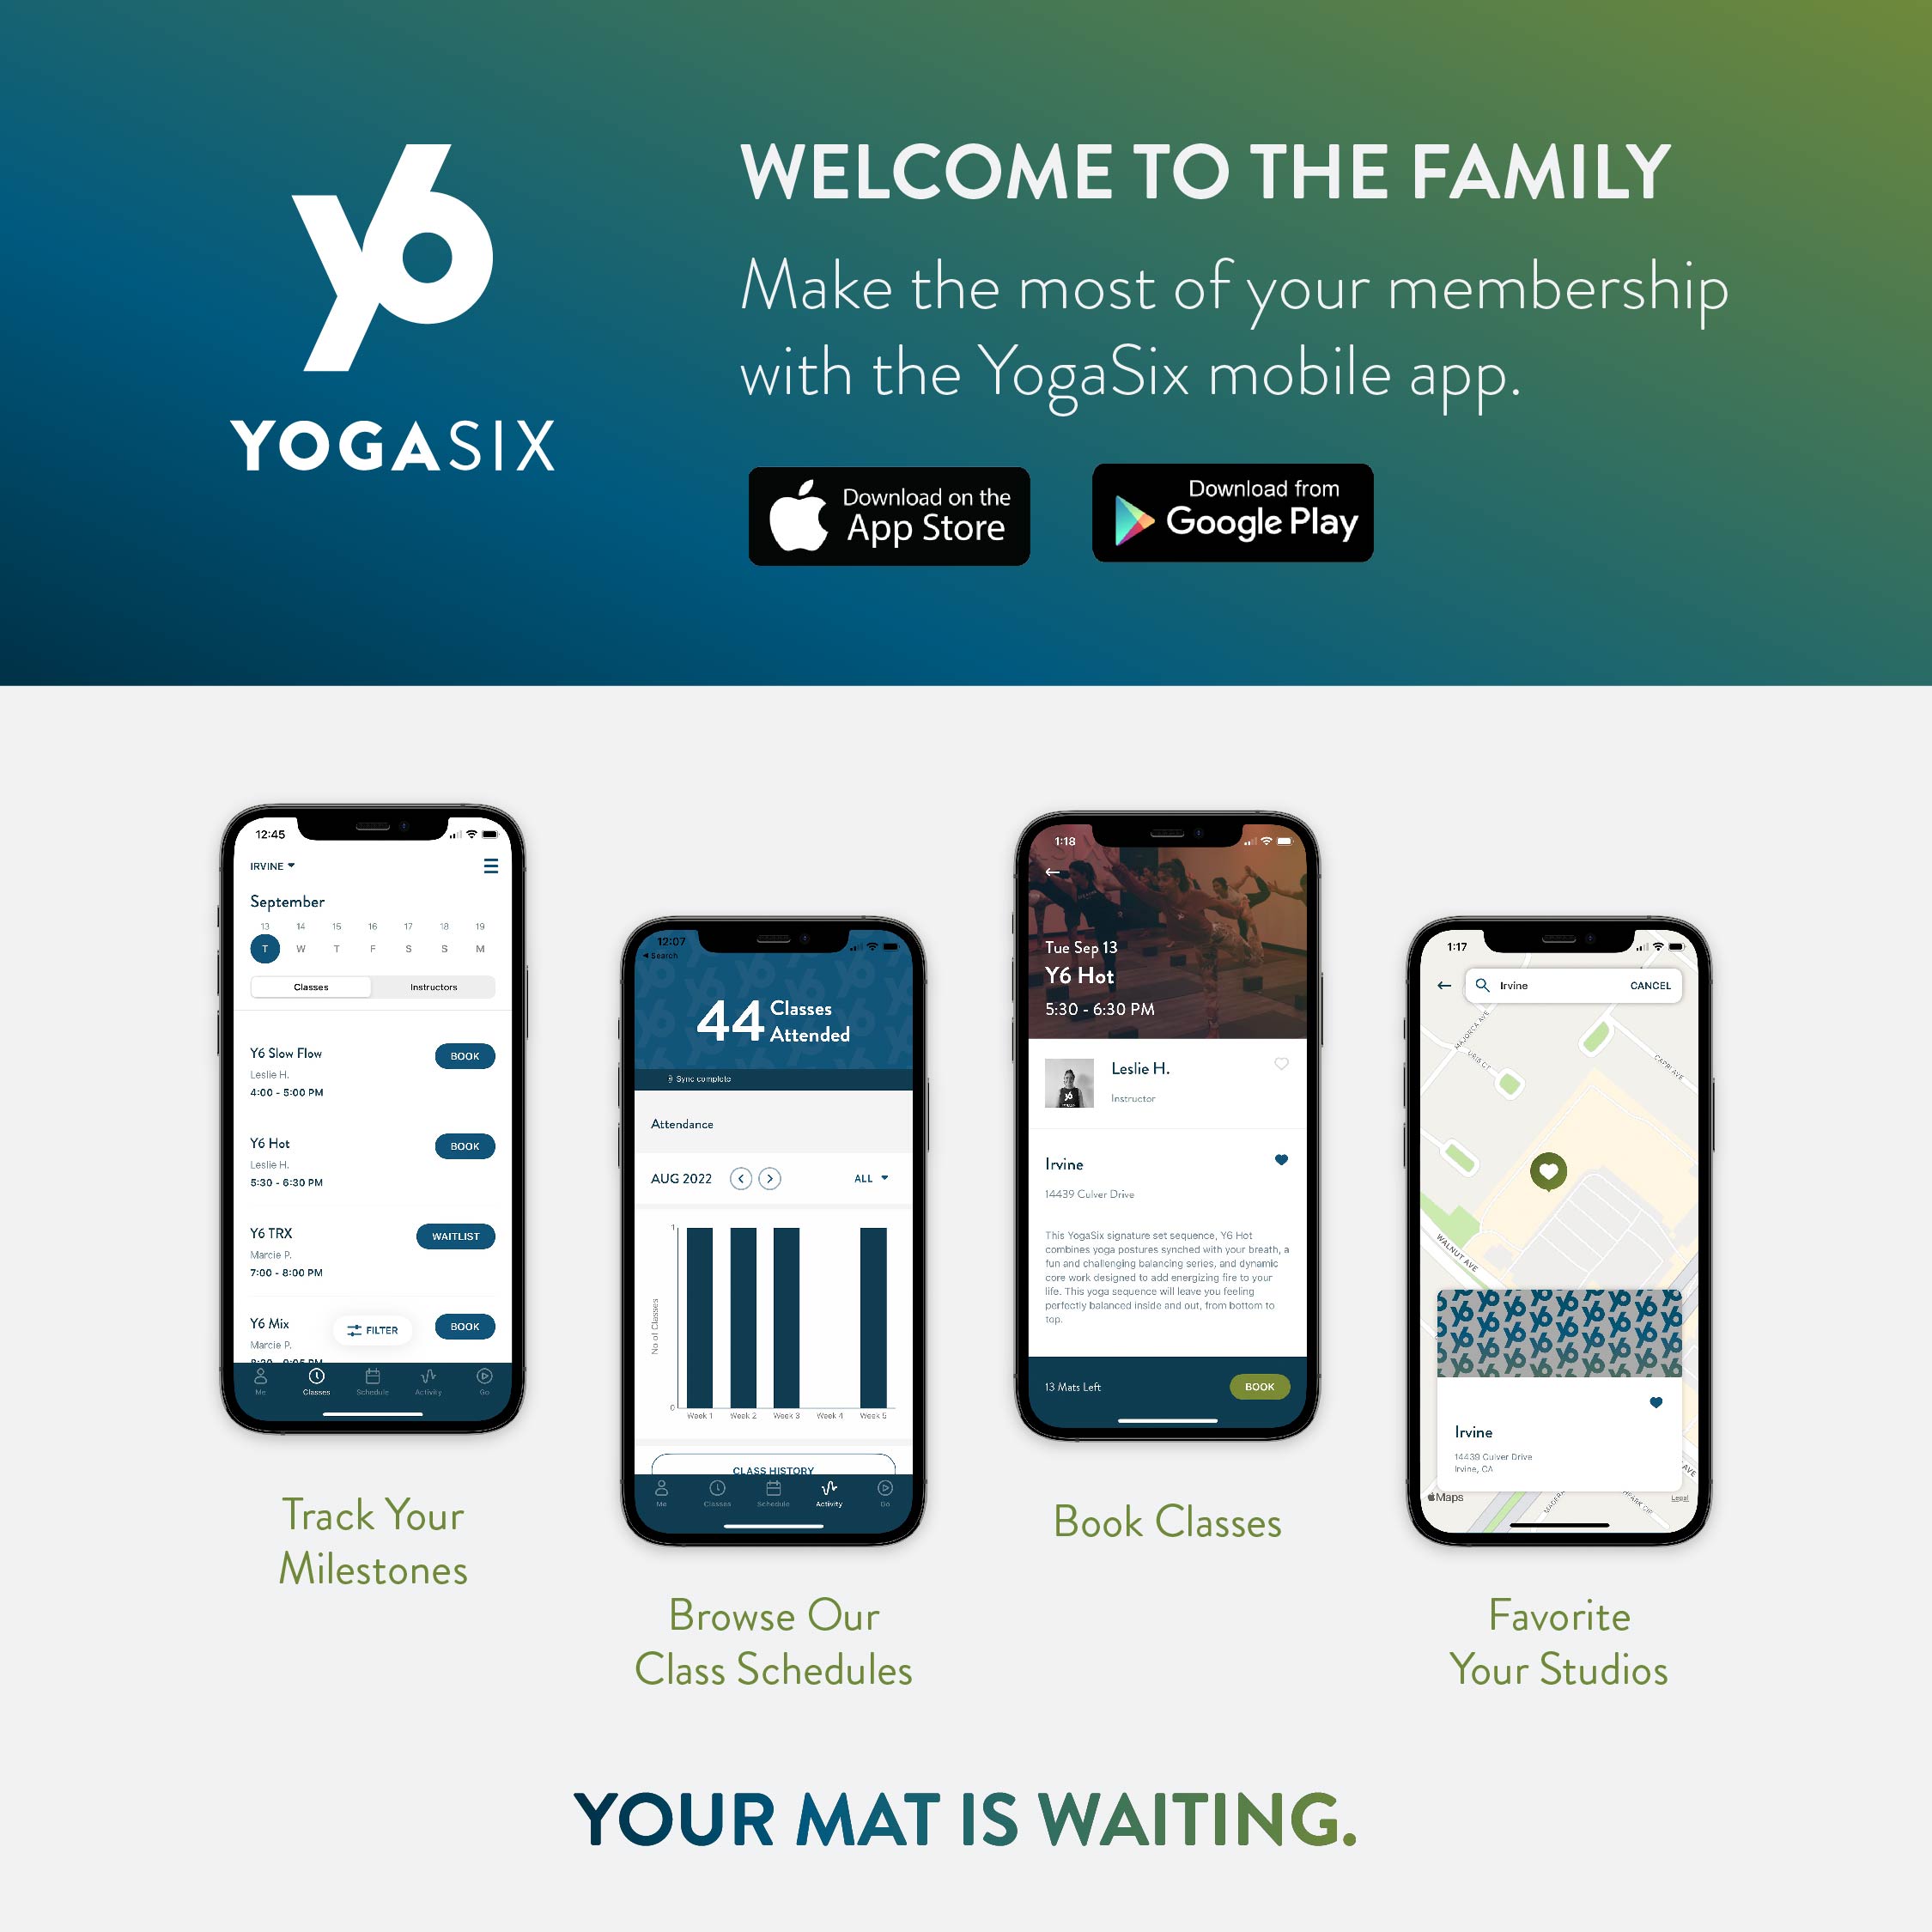 Y6
YOGASIX
WELCOME TO THE FAMILY
Make the most of your membership
with the YogaSix mobile app.
Download on the
App Store
Download from
Google Play
12:45
IRVINE
September
13 14 15 16 17 18 19
T W T F S S M
Classes Instructors
Y6 Slow Flow
BOOK
Leslie H.
4:00 - 5:00 PM
Y6 Hot
BOOK
Leslie H.
5:30 - 6:30 PM
Y6 TRX
WAITLIST
Marcie P.
7:00 - 8:00 PM
Y6 Mix
FILTER
BOOK
Marcie P.
Me Classes Schedule Activity Go
Track Your
Milestones
12:07
Search
44 Classes
Attended
Sync complete
Attendance
AUG 2022
ALL
1
No of Classes
0
Week 1 Week 2 Week 3 Week 4 Week 5
CLASS HISTORY
Me Classes Schedule Activity Go
Browse Our
Class Schedules
1:18
Tue Sep 13
Y6 Hot
5:30 - 6:30 PM
Leslie H.
Instructor
Irvine
14439 Culver Drive
This YogaSix signature set sequence, Y6 Hot
combines yoga postures synched with your breath, a
fun and challenging balancing series, and dynamic
core work designed to add energizing fire to your
life. This yoga sequence will leave you feeling
perfectly balanced inside and out, from bottom to
top.
13 Mats Left
BOOK
Book Classes
1:17
Irvine
CANCEL
MAJORCA AVE
URIS CT
CAPRI AVE
WALNUT AVE
Irvine
14439 Culver Drive
Irvine, CA
AVE
Maps
Legal
Favorite
Your Studios
YOUR MAT IS WAITING.